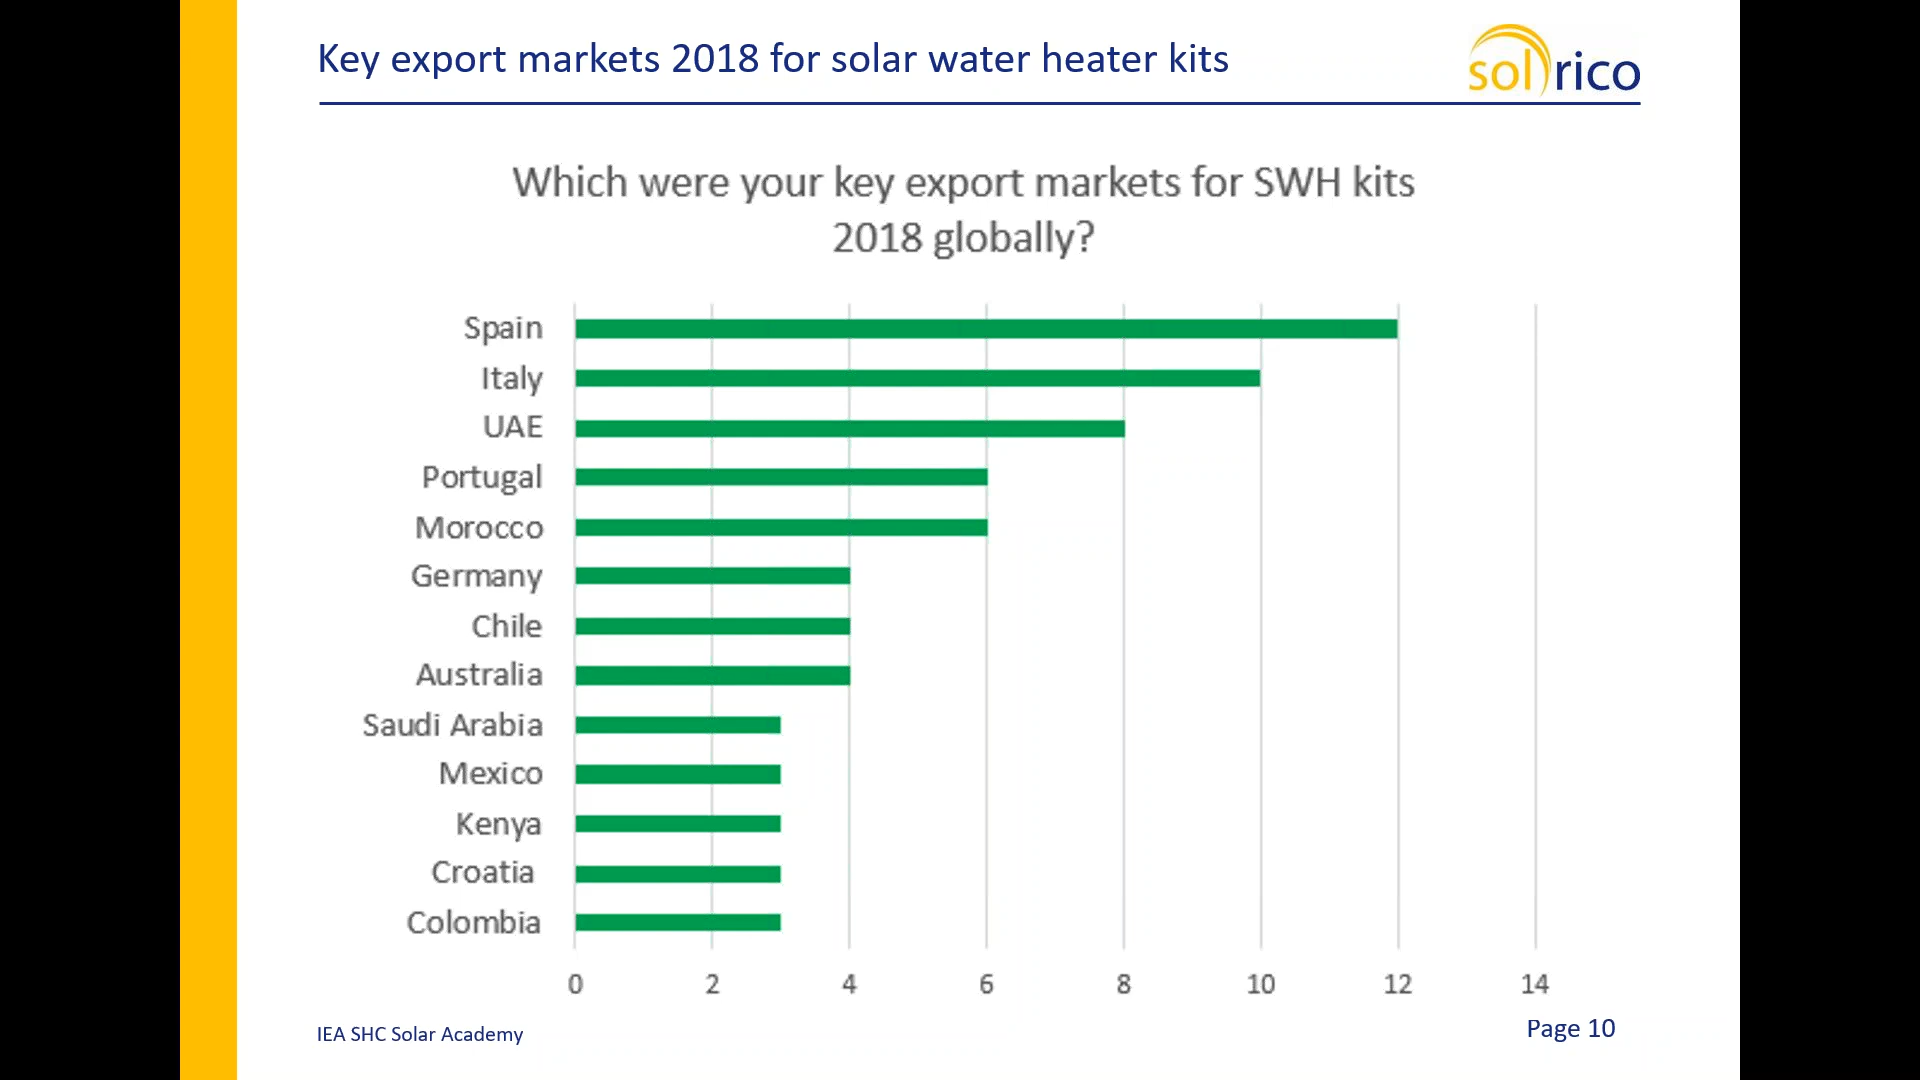 Key export markets 2018 for solar water heater kits
solrico
Which were your key export markets for SWH kits
2018 globally?
Spain
Italy
UAE
Portugal
Morocco
Germany
Chile
Australia
Saudi Arabia
Mexico
Kenya
Croatia
Colombia
0 2 4 6 8 10 12 14
IEA SHC Solar Academy
Page 10